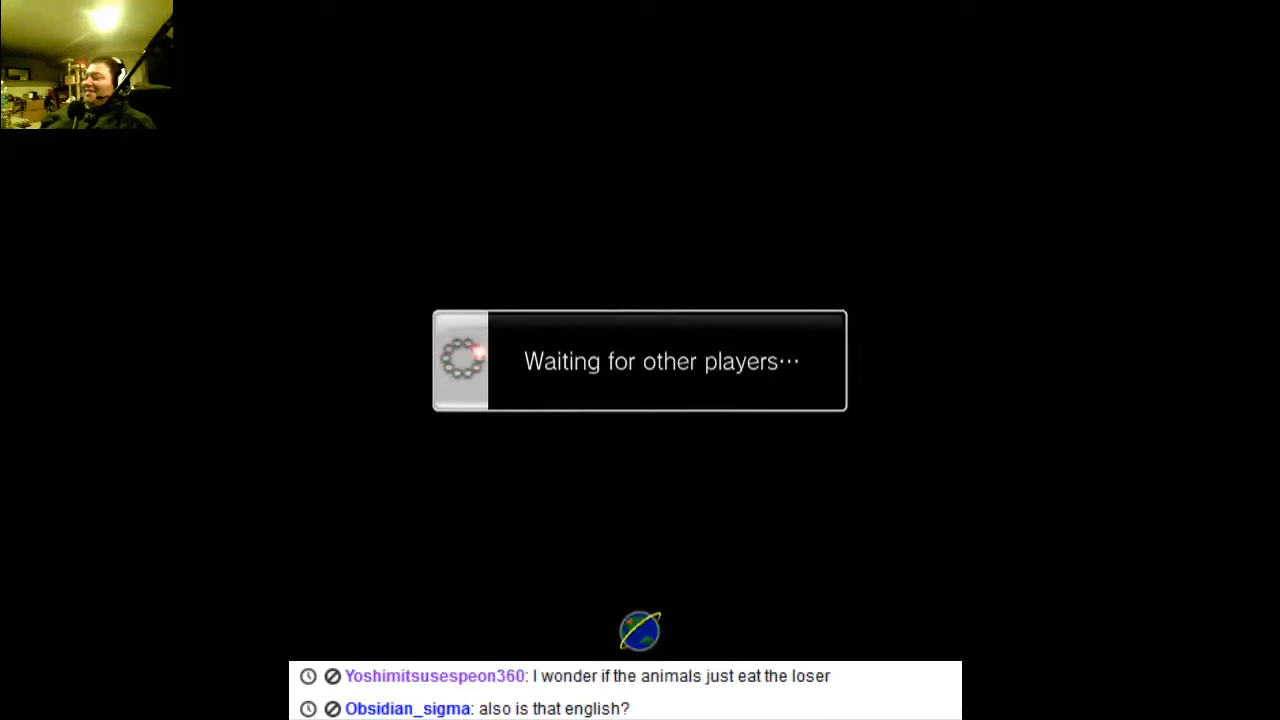 Waiting for other players…
Yoshimitsusespeon360: I wonder if the animals just eat the loser
Obsidian_sigma: also is that english?